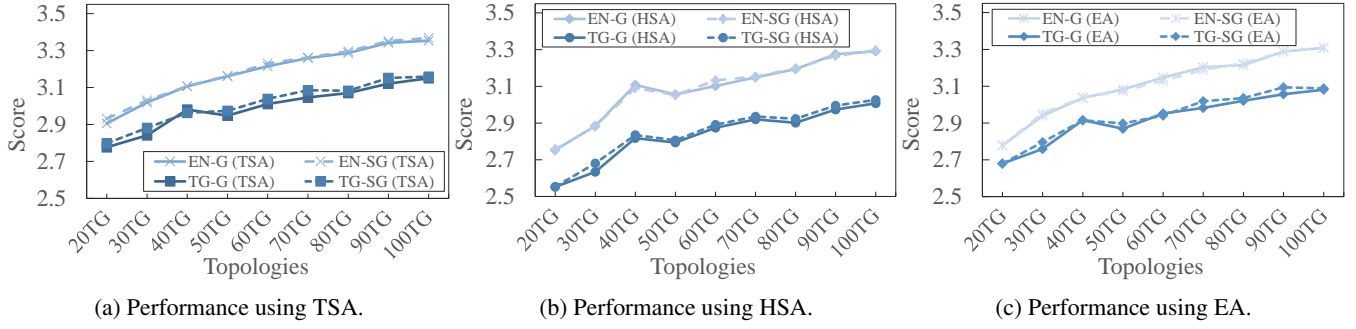 3.5
3.3
3.1
2.9
2.7
2.5
Score
EN-G (TSA) EN-SG (TSA)
TG-G (TSA) TG-SG (TSA)
20TG 30TG 40TG 50TG 60TG 70TG 80TG 90TG 100TG
Topologies
(a) Performance using TSA.
3.5
3.3
3.1
2.9
2.7
2.5
Score
EN-G (HSA) EN-SG (HSA)
TG-G (HSA) TG-SG (HSA)
20TG 30TG 40TG 50TG 60TG 70TG 80TG 90TG 100TG
Topologies
(b) Performance using HSA.
3.5
3.3
3.1
2.9
2.7
2.5
Score
EN-G (EA) EN-SG (EA)
TG-G (EA) TG-SG (EA)
20TG 30TG 40TG 50TG 60TG 70TG 80TG 90TG 100TG
Topologies
(c) Performance using EA.